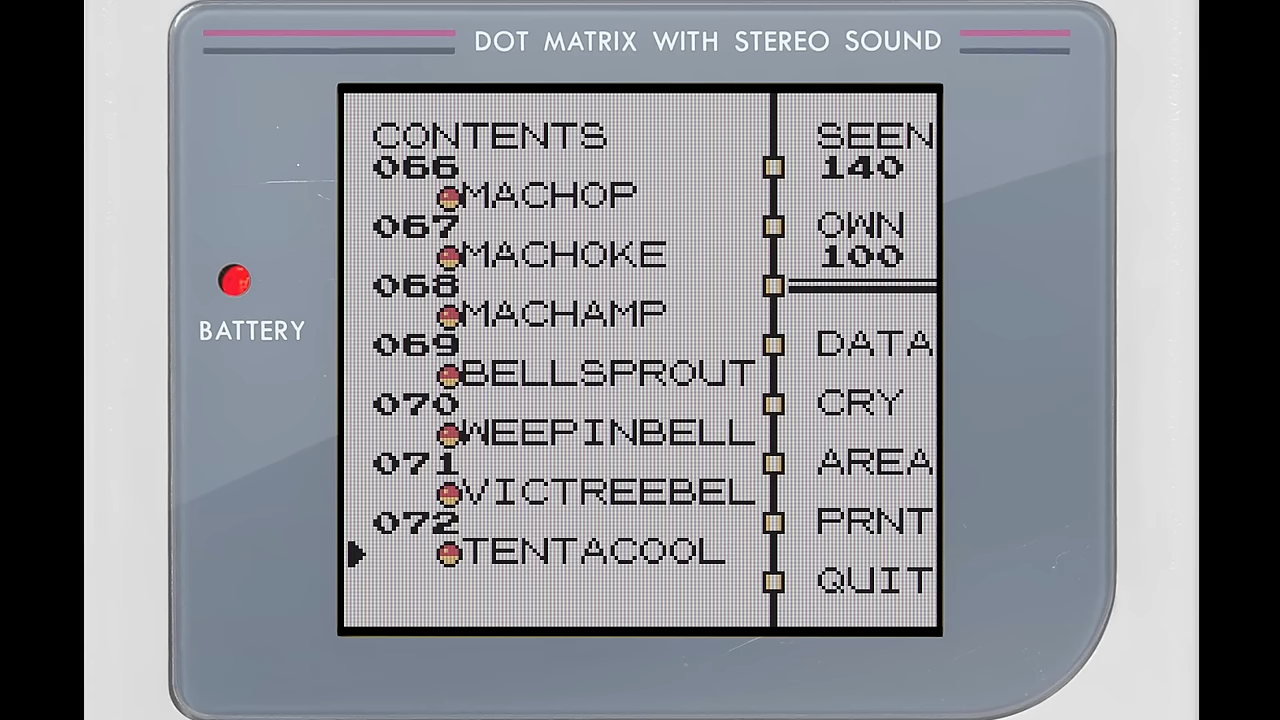 DOT MATRIX WITH STEREO SOUND
BATTERY
CONTENTS
066
MACHOP
067
MACHOKE
068
MACHAMP
069
BELLSPROUT
070
WEEPINBELL
071
VICTREEBEL
072
TENTACOOL
SEEN
140
OWN
100
DATA
CRY
AREA
PRNT
QUIT